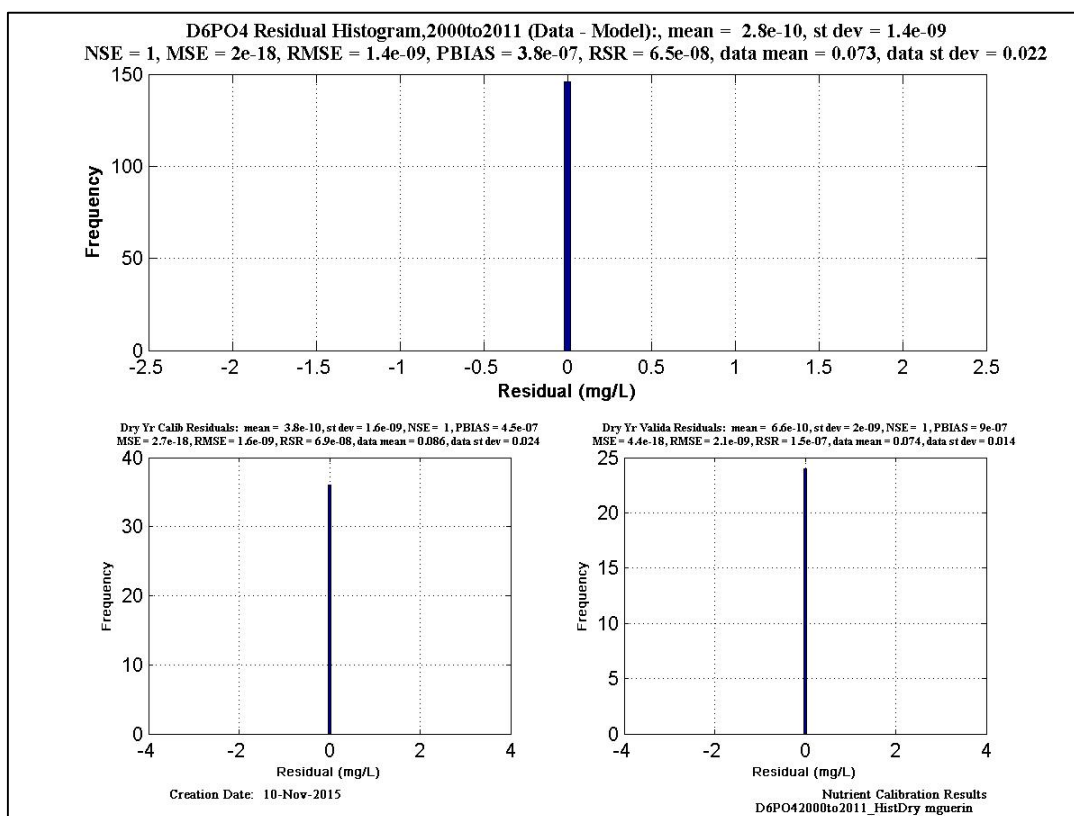 D6PO4 Residual Histogram,2000to2011 (Data - Model):, mean =  2.8e-10, st dev = 1.4e-09
NSE = 1, MSE = 2e-18, RMSE = 1.4e-09, PBIAS = 3.8e-07, RSR = 6.5e-08, data mean = 0.073, data st dev = 0.022
150
100
50
0
Frequency
-2.5 -2 -1.5 -1 -0.5 0 0.5 1 1.5 2 2.5
Residual (mg/L)
Dry Yr Calib Residuals:  mean =  3.8e-10, st dev = 1.6e-09, NSE =  1, PBIAS = 4.5e-07
MSE = 2.7e-18, RMSE = 1.6e-09, RSR = 6.9e-08, data mean = 0.086, data st dev = 0.024
40
30
20
10
0
Frequency
-4 -2 0 2 4
Residual (mg/L)
Dry Yr Valida Residuals:  mean =  6.6e-10, st dev = 2e-09, NSE =  1, PBIAS = 9e-07
MSE = 4.4e-18, RMSE = 2.1e-09, RSR = 1.5e-07, data mean = 0.074, data st dev = 0.014
25
20
15
10
5
0
Frequency
-4 -2 0 2 4
Residual (mg/L)
Creation Date:  10-Nov-2015
Nutrient Calibration Results
D6PO42000to2011_HistDry mguerin